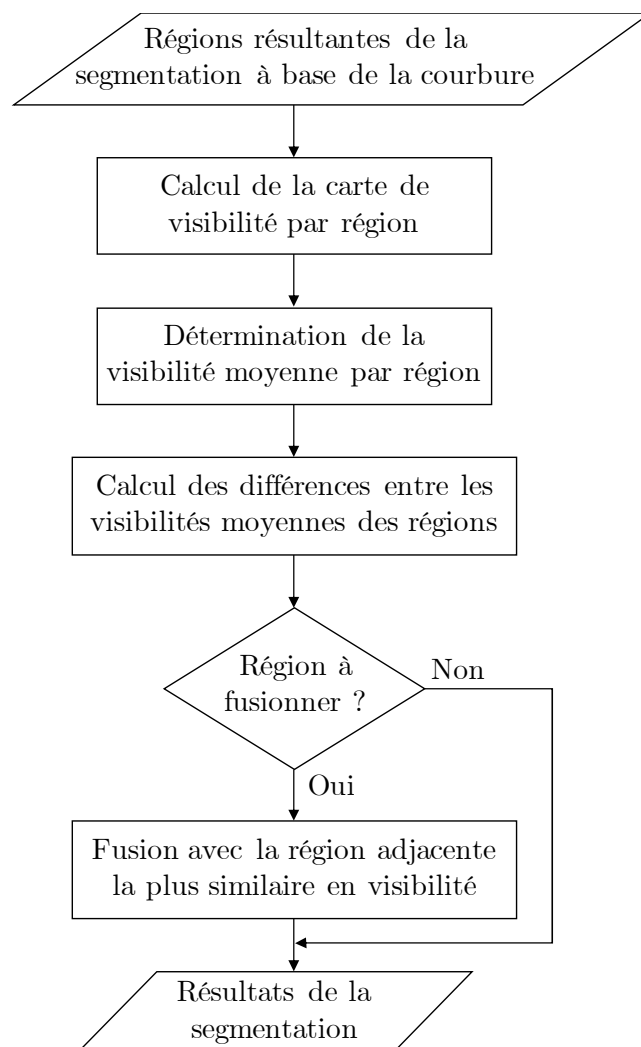 Régions résultantes de la
segmentation à base de la courbure
Calcul de la carte de
visibilité par région
Détermination de la
visibilité moyenne par région
Calcul des différences entre les
visibilités moyennes des régions
Région à
fusionner ?
Non
Oui
Fusion avec la région adjacente
la plus similaire en visibilité
Résultats de la
segmentation